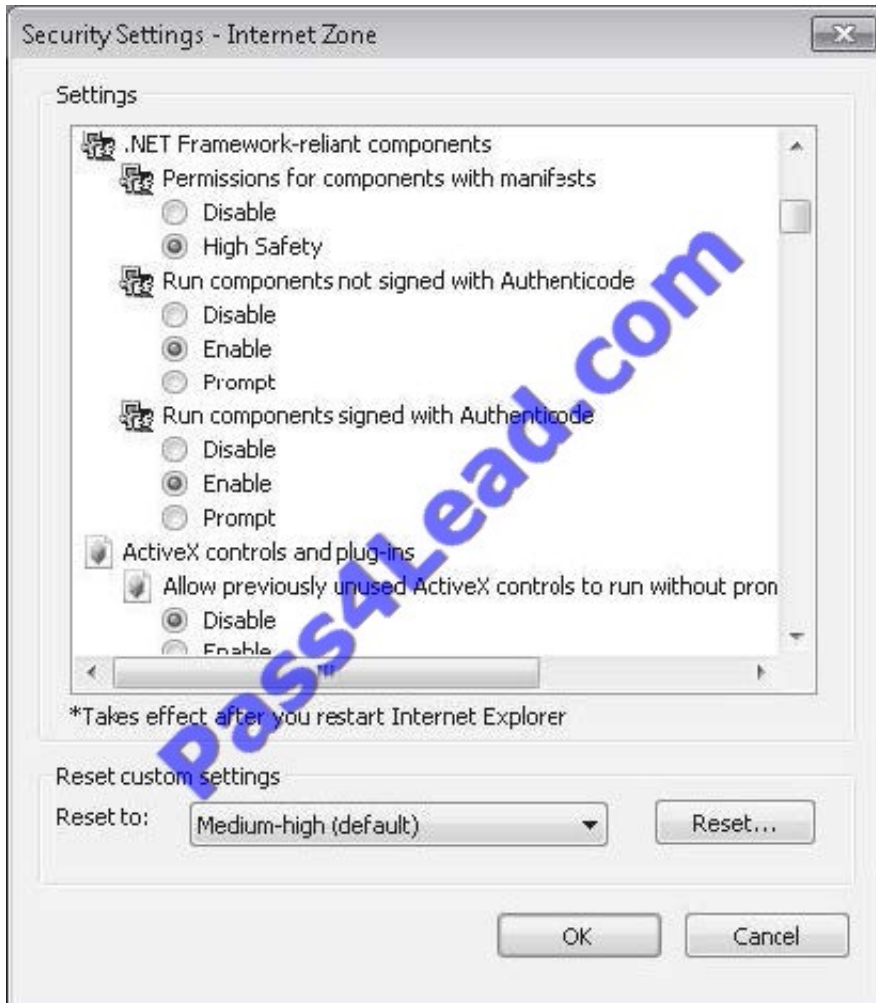 Security Settings - Internet Zone
Settings
.NET Framework-reliant components
Permissions for components with manifests
Disable
High Safety
Run components not signed with Authenticode
Disable
Enable
Prompt
Run components signed with Authenticode
Disable
Enable
Prompt
ActiveX controls and plug-ins
Allow previously unused ActiveX controls to run without prom
Disable
Enable
*Takes effect after you restart Internet Explorer
Reset custom settings
Reset to:
Medium-high (default)
Reset...
OK
Cancel
Pass4Lead.com